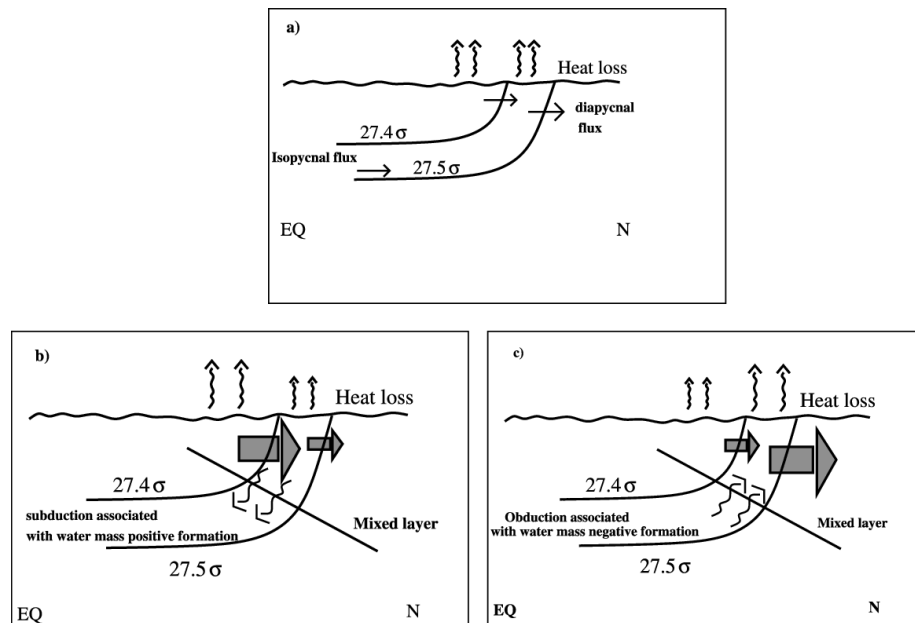 a)
Heat loss
diapycnal
flux
27.4 σ
Isopycnal flux
27.5 σ
EQ
N
b)
Heat loss
27.4 σ
subduction associated
with water mass positive formation
Mixed layer
27.5 σ
EQ
N
c)
Heat loss
27.4 σ
Obduction associated
with water mass negative formation
Mixed layer
27.5 σ
EQ
N